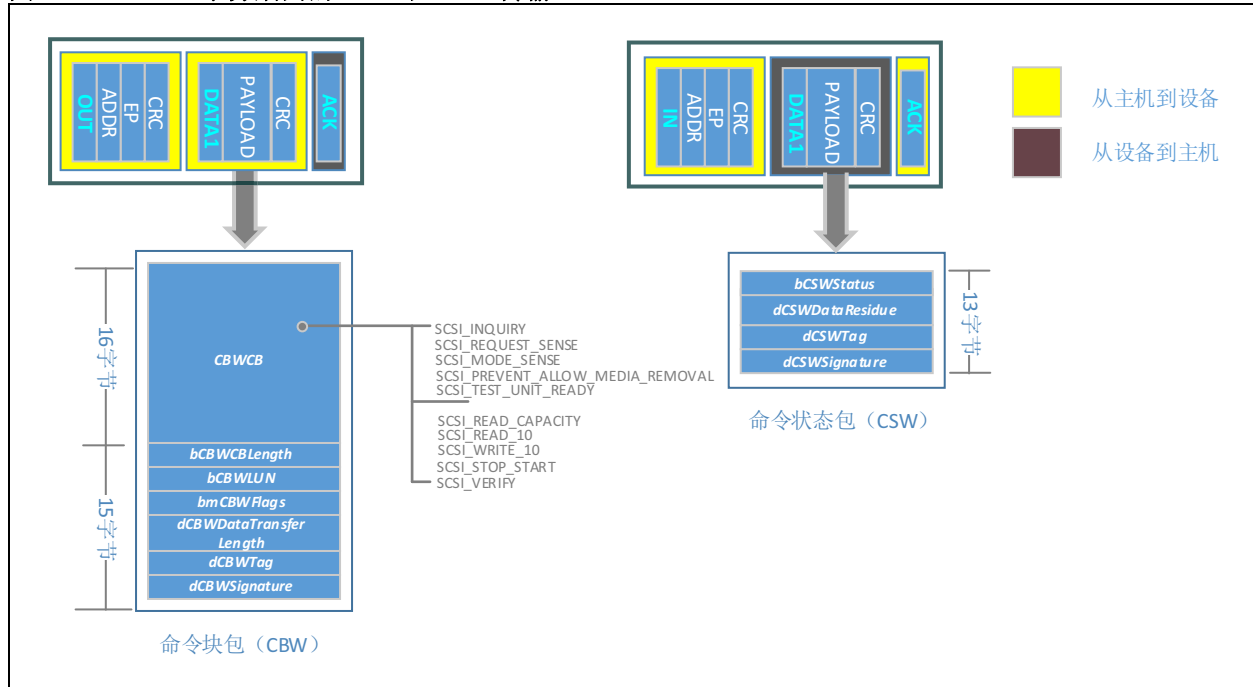 OUT
ADDR
EP
CRC
DATA1
PAYLOAD
CRC
ACK
IN
ADDR
EP
CRC
DATA1
PAYLOAD
CRC
ACK
从主机到设备
从设备到主机
16字节
CBWCB
bCBWCBLength
bCBWLUN
bmCBWFlags
dCBWDataTransfer
Length
dCBWTag
dCBWSignature
15字节
命令块包（CBW）
SCSI_INQUIRY
SCSI_REQUEST_SENSE
SCSI_MODE_SENSE
SCSI_PREVENT_ALLOW_MEDIA_REMOVAL
SCSI_TEST_UNIT_READY
SCSI_READ_CAPACITY
SCSI_READ_10
SCSI_WRITE_10
SCSI_STOP_START
SCSI_VERIFY
bCSWStatus
dCSWDataResidue
dCSWTag
dCSWSignature
13字节
命令状态包（CSW）